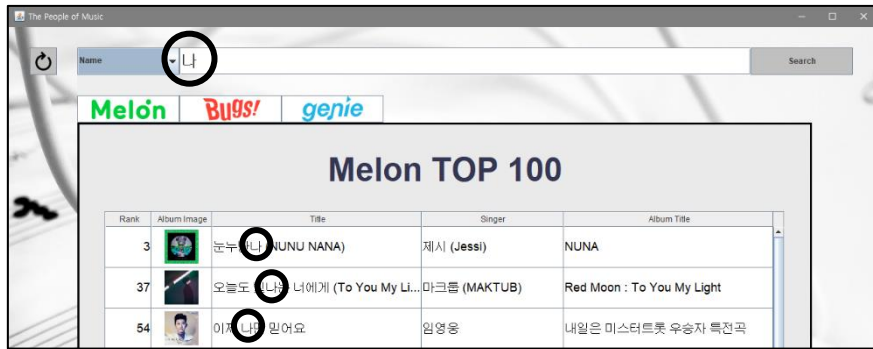 The People of Music
Name 나 Search
Melon Bugs! genie
Melon TOP 100
Rank Album Image Title Singer Album Title
3 눈누난나 (NUNU NANA) 제시 (Jessi) NUNA
37 오늘도 빛나는 너에게 (To You My Li... 마크툽 (MAKTUB) Red Moon : To You My Light
54 이제 나만 믿어요 임영웅 내일은 미스터트롯 우승자 특전곡